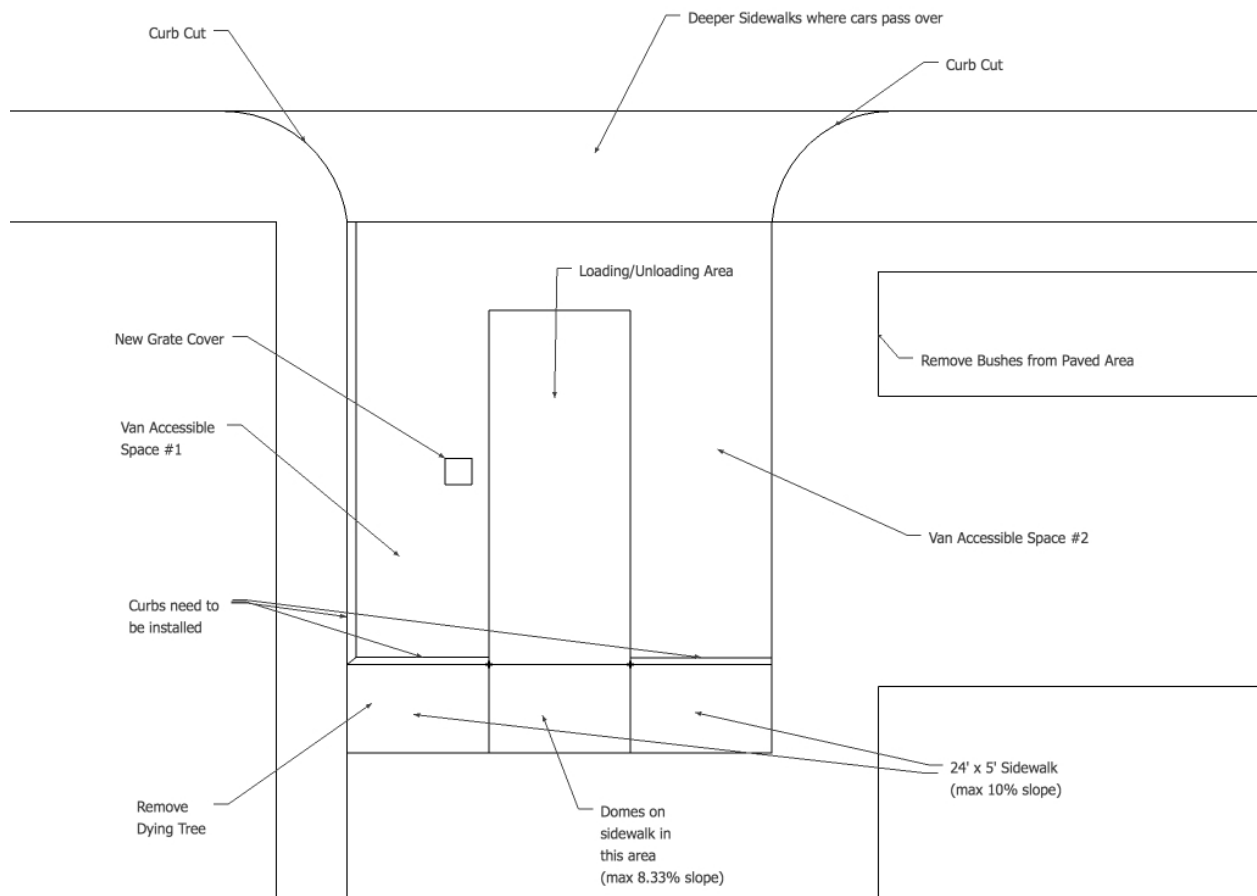 Deeper Sidewalks where cars pass over
Curb Cut
Curb Cut
Loading/Unloading Area
New Grate Cover
Remove Bushes from Paved Area
Van Accessible
Space #1
Van Accessible Space #2
Curbs need to
be installed
24' x 5' Sidewalk
(max 10% slope)
Remove
Dying Tree
Domes on
sidewalk in
this area
(max 8.33% slope)